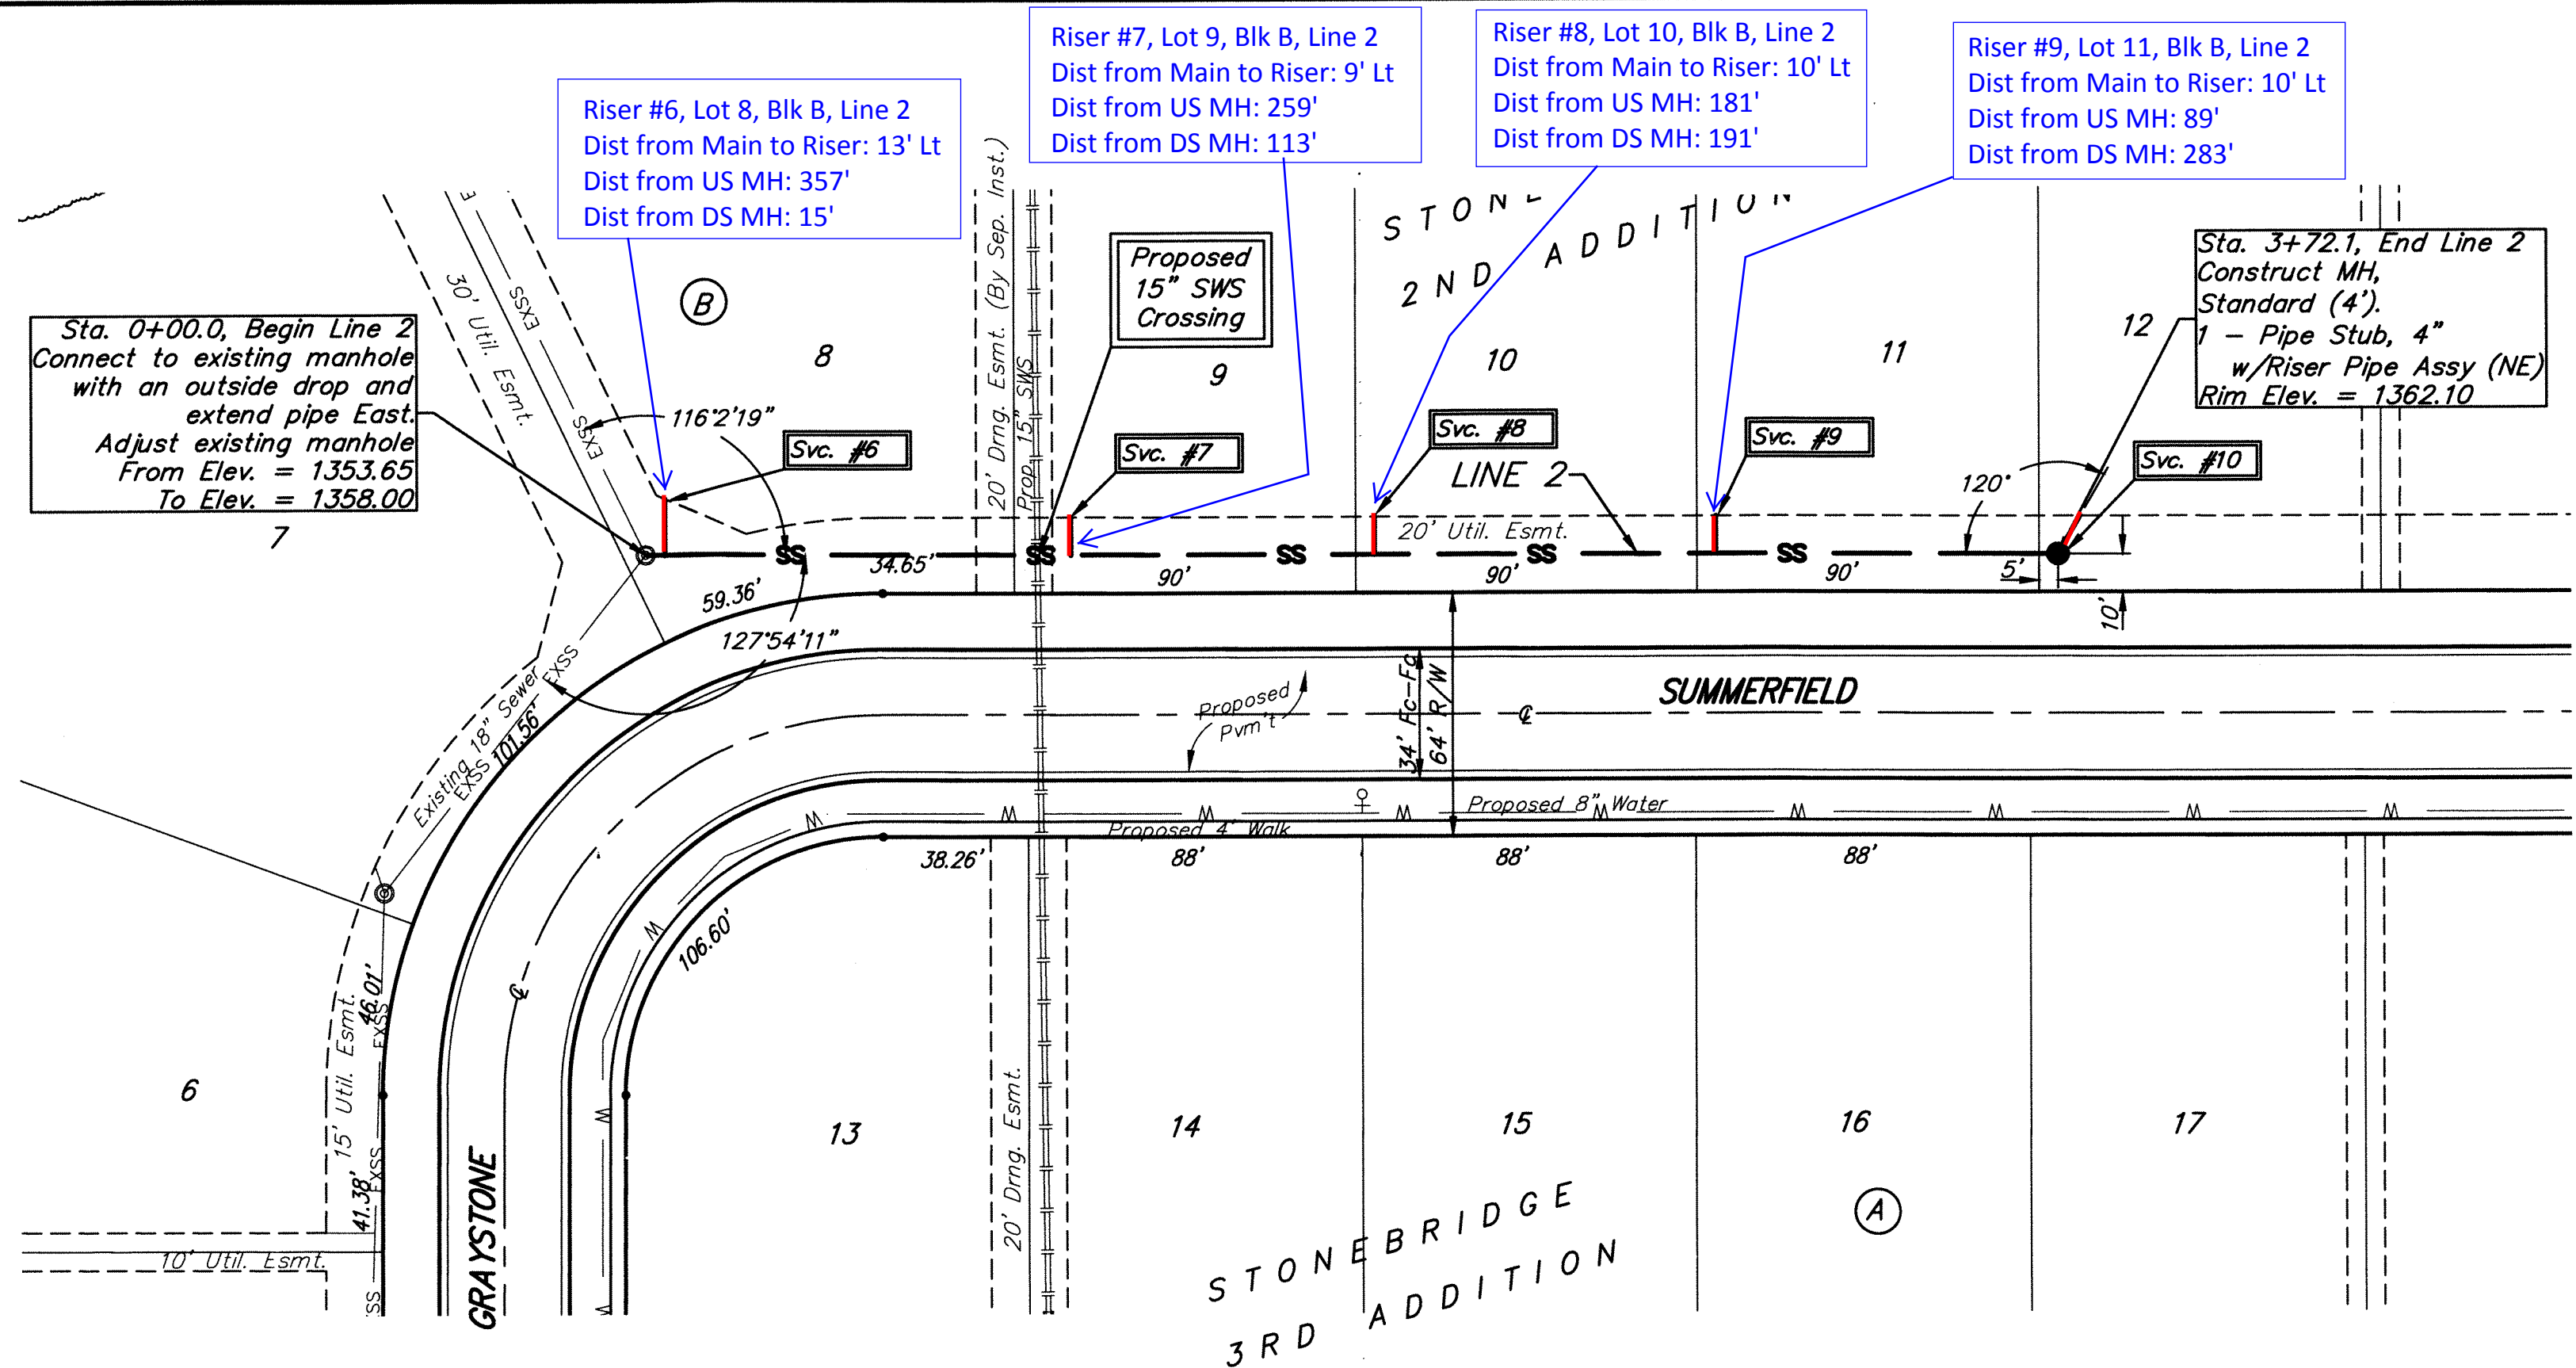 Riser #6, Lot 8, Blk B, Line 2
Dist from Main to Riser: 13' Lt
Dist from US MH: 357'
Dist from DS MH: 15'
Riser #7, Lot 9, Blk B, Line 2
Dist from Main to Riser: 9' Lt
Dist from US MH: 259'
Dist from DS MH: 113'
Riser #8, Lot 10, Blk B, Line 2
Dist from Main to Riser: 10' Lt
Dist from US MH: 181'
Dist from DS MH: 191'
Riser #9, Lot 11, Blk B, Line 2
Dist from Main to Riser: 10' Lt
Dist from US MH: 89'
Dist from DS MH: 283'
Sta. 0+00.0, Begin Line 2
Connect to existing manhole
with an outside drop and
extend pipe East.
Adjust existing manhole
From Elev. = 1353.65
To Elev. = 1358.00
7
30' Util. Esmt.
EXSS
EXSS
B
8
116°2'19"
Svc. #6
20' Drng. Esmt. (By Sep. Inst.)
Prop. 15" SWS
Proposed
15" SWS
Crossing
9
Svc. #7
2ND ADDITION
10
Svc. #8
LINE 2
11
Svc. #9
12
Sta. 3+72.1, End Line 2
Construct MH,
Standard (4').
1 - Pipe Stub, 4"
w/Riser Pipe Assy (NE)
Rim Elev. = 1362.10
120°
Svc. #10
20' Util. Esmt.
SS
SS
SS
SS
SS
34.65'
90'
90'
90'
5'
10'
59.36'
127°54'11"
Existing 18" Sewer
EXSS
EXSS
101.56'
Proposed
Pvm't
34' Fc-Fc
64' R/W
SUMMERFIELD
℄
Proposed 8" Water
W W W W W W W W
Proposed 4' Walk
38.26'
88'
88'
88'
106.60'
W
W
W
W
℄
46.01'
EXSS
15' Util. Esmt.
41.38'
EXSS
6
10' Util. Esmt.
GRAYSTONE
13
20' Drng. Esmt.
14
15
16
17
A
STONEBRIDGE
3RD ADDITION